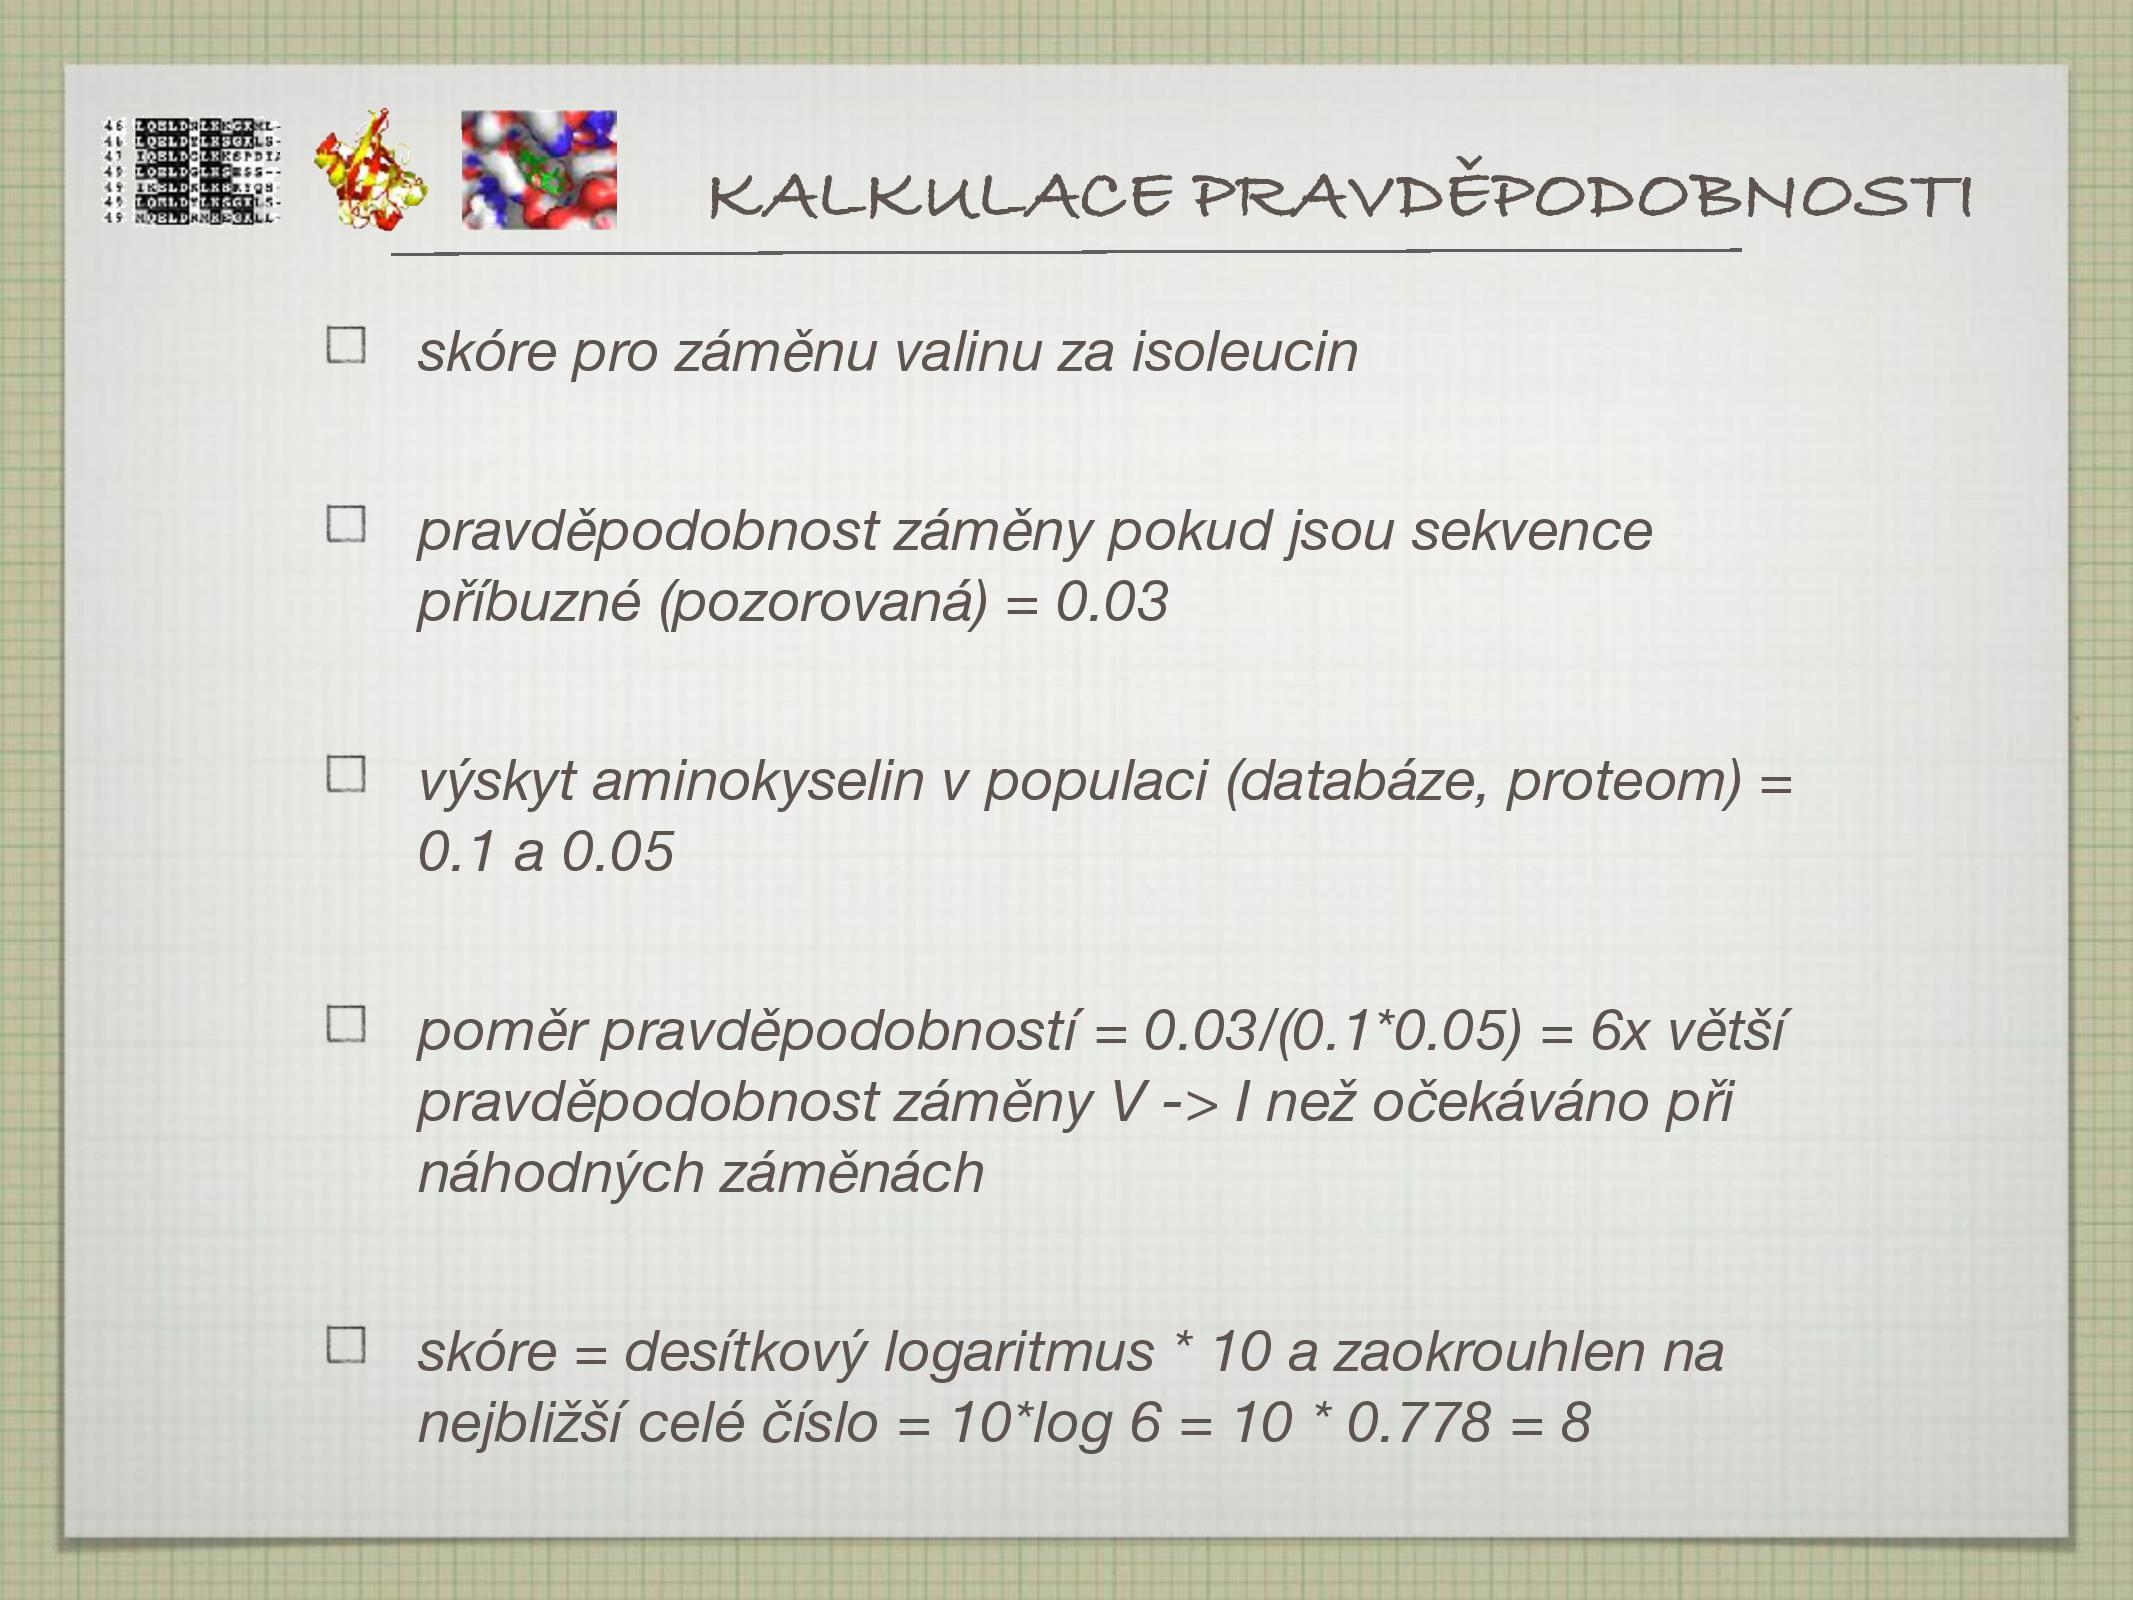 KALKULACE PRAVDĚPODOBNOSTI
skóre pro záměnu valinu za isoleucin
pravděpodobnost záměny pokud jsou sekvence
příbuzné (pozorovaná) = 0.03
výskyt aminokyselin v populaci (databáze, proteom) =
0.1 a 0.05
poměr pravděpodobností = 0.03/(0.1*0.05) = 6x větší
pravděpodobnost záměny V -> I než očekáváno při
náhodných záměnách
skóre = desítkový logaritmus * 10 a zaokrouhlen na
nejbližší celé číslo = 10*log 6 = 10 * 0.778 = 8